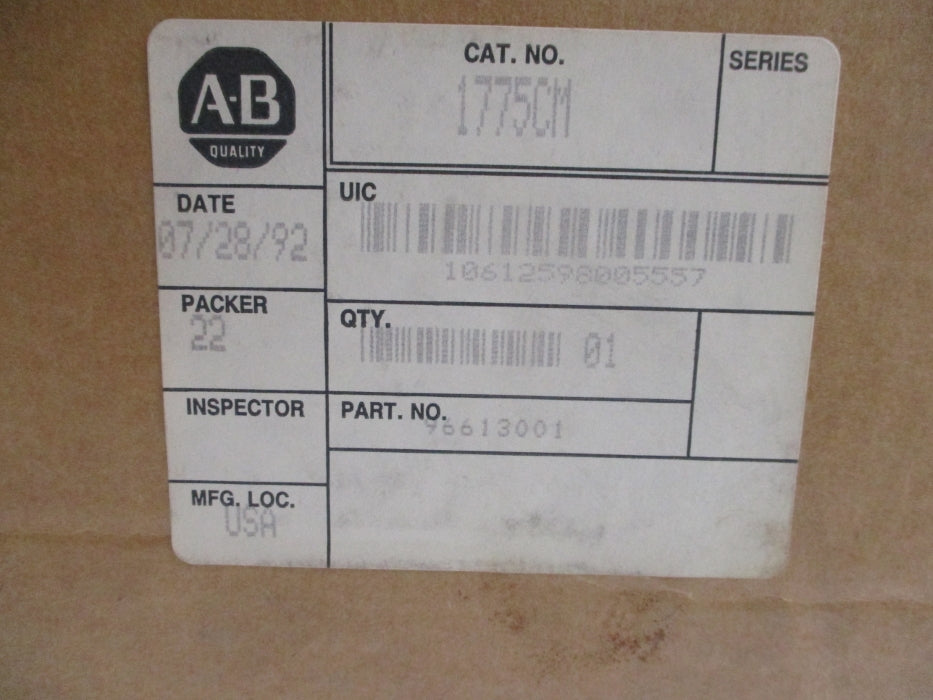 A-B
QUALITY
CAT. NO.
1775CM
SERIES
DATE
07/28/92
UIC
10612598005557
PACKER
22
QTY.
01
INSPECTOR
PART. NO.
96613001
MFG. LOC.
USA